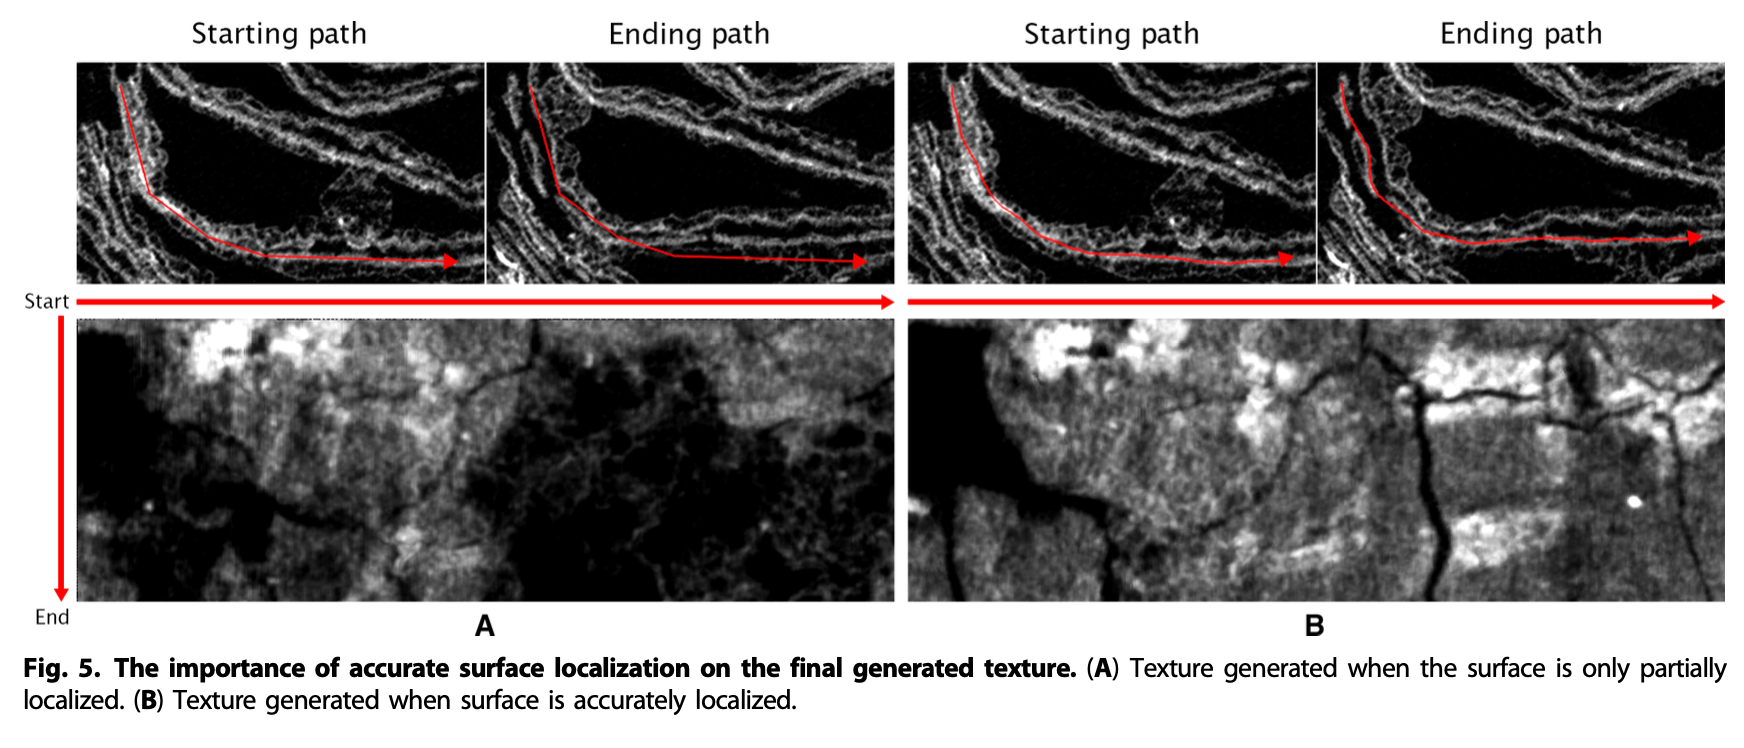 Starting path
Ending path
Starting path
Ending path
Start
End
A
B
Fig. 5. The importance of accurate surface localization on the final generated texture. (A) Texture generated when the surface is only partially
localized. (B) Texture generated when surface is accurately localized.